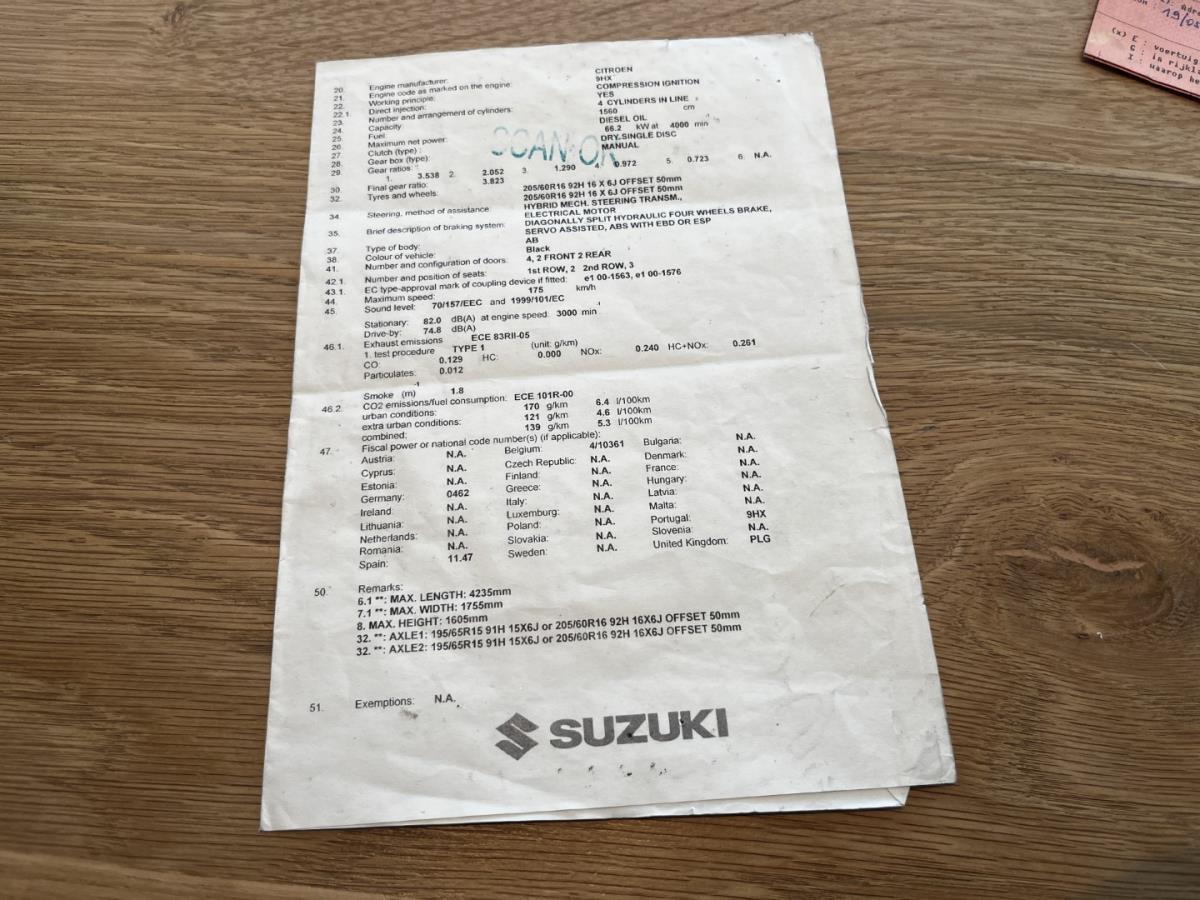 20. Engine manufacturer: CITROEN
21. Engine code as marked on the engine: 9HX
22. Working principle: COMPRESSION IGNITION
22.1. Direct injection: YES
23. Number and arrangement of cylinders: 4 CYLINDERS IN LINE
24. Capacity 1560 cm
25. Fuel: DIESEL OIL
26. Maximum net power: 66.2 kW at 4000 min
27. Clutch (type) : DRY-SINGLE DISC
28. Gear box (type): MANUAL
SCAN OK
29. Gear ratios:
1. 3.538 2. 2.052 3. 1.290 4. 0.972 5. 0.723 6. N.A.
30. Final gear ratio: 3.823
32. Tyres and wheels: 205/60R16 92H 16 X 6J OFFSET 50mm
205/60R16 92H 16 X 6J OFFSET 50mm
34. Steering, method of assistance: HYBRID MECH. STEERING TRANSM.,
ELECTRICAL MOTOR
35. Brief description of braking system: DIAGONALLY SPLIT HYDRAULIC FOUR WHEELS BRAKE,
SERVO ASSISTED, ABS WITH EBD OR ESP
37. Type of body: AB
38. Colour of vehicle: Black
41. Number and configuration of doors: 4, 2 FRONT 2 REAR
42.1. Number and position of seats: 1st ROW, 2 2nd ROW, 3
43.1. EC type-approval mark of coupling device if fitted: e1 00-1563, e1 00-1576
44. Maximum speed: 175 km/h
45. Sound level: 70/157/EEC and 1999/101/EC
Stationary: 82.0 dB(A) at engine speed: 3000 min -1
Drive-by: 74.8 dB(A)
46.1. Exhaust emissions ECE 83RII-05
1. test procedure TYPE 1 (unit: g/km)
CO: 0.129 HC: 0.000 NOx: 0.240 HC+NOx: 0.261
Particulates: 0.012
-1
Smoke (m) 1.8
46.2. CO2 emissions/fuel consumption: ECE 101R-00
urban conditions: 170 g/km 6.4 l/100km
extra urban conditions: 121 g/km 4.6 l/100km
combined: 139 g/km 5.3 l/100km
47. Fiscal power or national code number(s) (if applicable):
Austria: N.A. Belgium: 4/10361 Bulgaria: N.A.
Cyprus: N.A. Czech Republic: N.A. Denmark: N.A.
Estonia: N.A. Finland: N.A. France: N.A.
Germany: 0462 Greece: N.A. Hungary: N.A.
Ireland: N.A. Italy: N.A. Latvia: N.A.
Lithuania: N.A. Luxemburg: N.A. Malta: N.A.
Netherlands: N.A. Poland: N.A. Portugal: 9HX
Romania: N.A. Slovakia: N.A. Slovenia: N.A.
Spain: 11.47 Sweden: N.A. United Kingdom: PLG
50. Remarks:
6.1 **: MAX. LENGTH: 4235mm
7.1 **: MAX. WIDTH: 1755mm
8. MAX. HEIGHT: 1605mm
32. **: AXLE1: 195/65R15 91H 15X6J or 205/60R16 92H 16X6J OFFSET 50mm
32. **: AXLE2: 195/65R15 91H 15X6J or 205/60R16 92H 16X6J OFFSET 50mm
51. Exemptions: N.A.
SUZUKI
19/05
(x) E : voertuig
G : in rijkl
I : waarop he